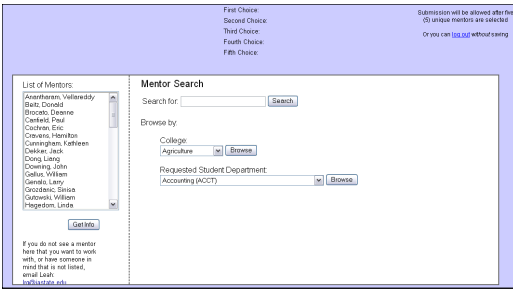 First Choice:
Second Choice:
Third Choice:
Fourth Choice:
Fifth Choice:
Submission will be allowed after five
(5) unique mentors are selected
Or you can log out without saving
List of Mentors:
Anantharam, Vellareddy
Beitz, Donald
Brocato, Deanne
Canfield, Paul
Cochran, Eric
Cravens, Hamilton
Cunningham, Kathleen
Dekker, Jack
Dong, Liang
Downing, John
Gallus, William
Genalo, Larry
Grozdanic, Sinisa
Gutowski, William
Hagedorn, Linda
Get Info
If you do not see a mentor
here that you want to work
with, or have someone in
mind that is not listed,
email Leah:
lrg@iastate.edu
Mentor Search
Search for:
Search
Browse by:
College:
Agriculture
Browse
Requested Student Department:
Accounting (ACCT)
Browse